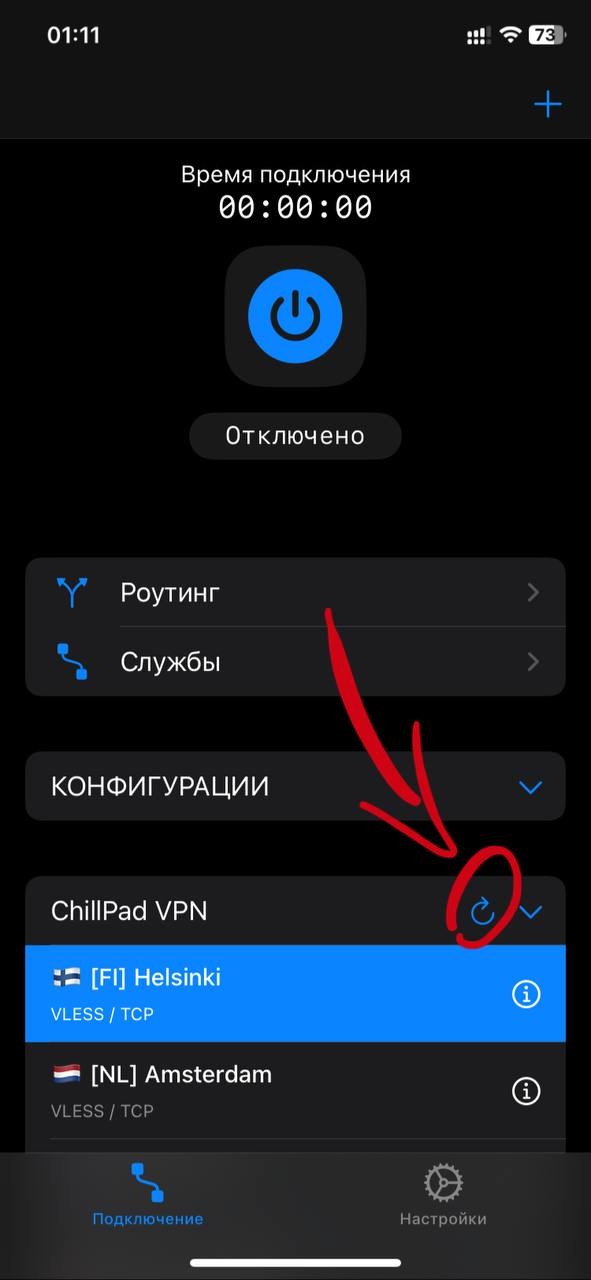 01:11
73
Время подключения
00:00:00
Отключено
Роутинг
Службы
КОНФИГУРАЦИИ
ChillPad VPN
[FI] Helsinki
VLESS / TCP
[NL] Amsterdam
VLESS / TCP
Подключение
Настройки